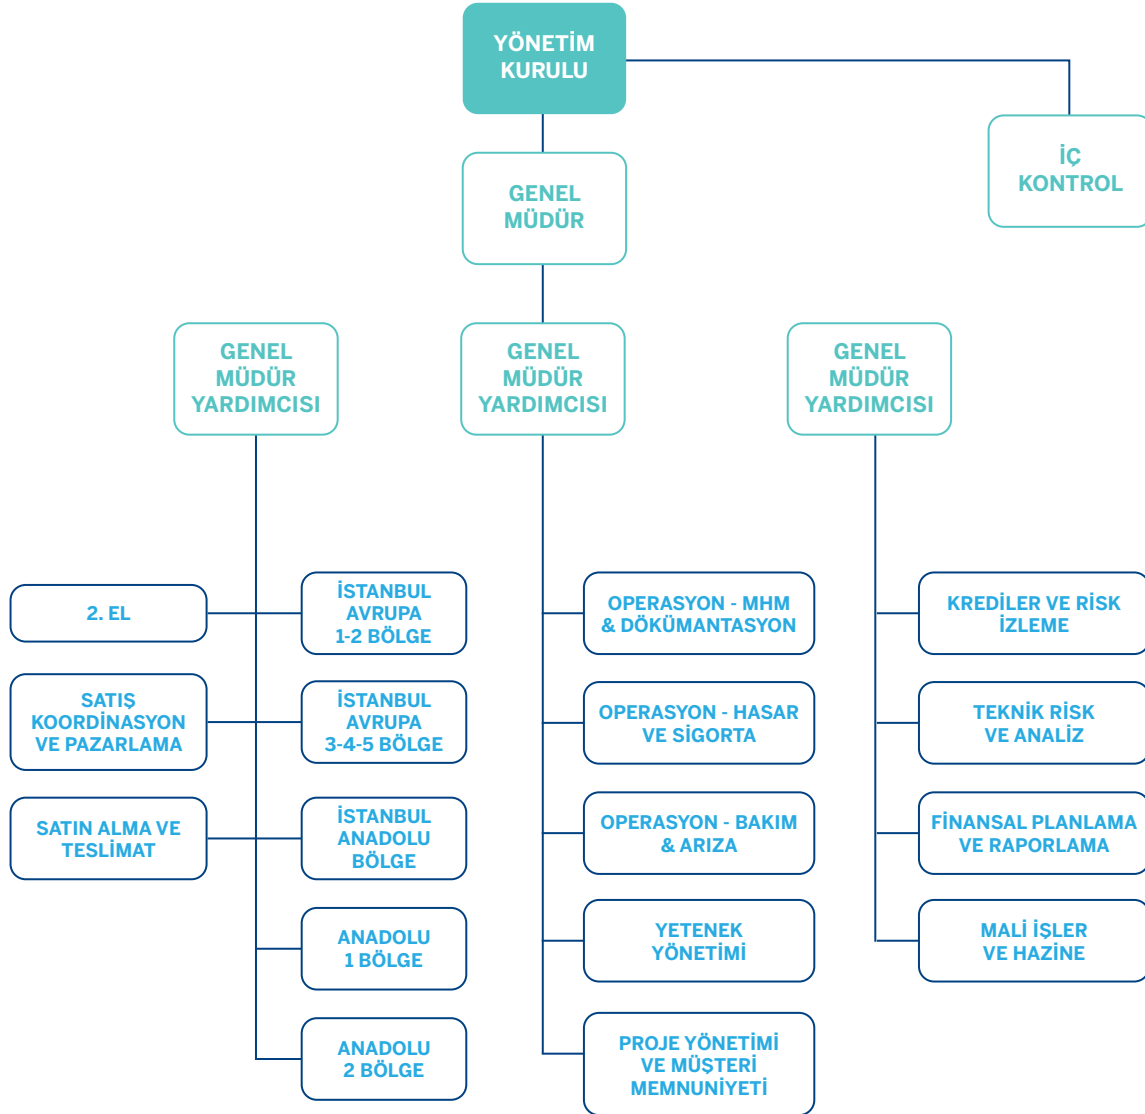 YÖNETİM
KURULU
İÇ
KONTROL
GENEL
MÜDÜR
GENEL
MÜDÜR
YARDIMCISI
GENEL
MÜDÜR
YARDIMCISI
GENEL
MÜDÜR
YARDIMCISI
2. EL
SATIŞ
KOORDİNASYON
VE PAZARLAMA
SATIN ALMA VE
TESLİMAT
İSTANBUL
AVRUPA
1-2 BÖLGE
İSTANBUL
AVRUPA
3-4-5 BÖLGE
İSTANBUL
ANADOLU
BÖLGE
ANADOLU
1 BÖLGE
ANADOLU
2 BÖLGE
OPERASYON - MHM
& DÖKÜMANTASYON
OPERASYON - HASAR
VE SİGORTA
OPERASYON - BAKIM
& ARIZA
YETENEK
YÖNETİMİ
PROJE YÖNETİMİ
VE MÜŞTERİ
MEMNUNİYETİ
KREDİLER VE RİSK
İZLEME
TEKNİK RİSK
VE ANALİZ
FİNANSAL PLANLAMA
VE RAPORLAMA
MALİ İŞLER
VE HAZİNE